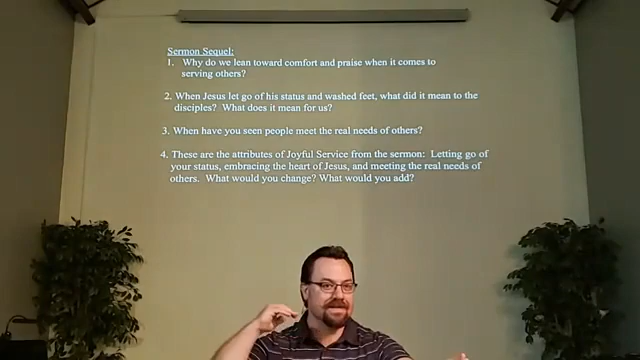 Sermon Sequel:
1. Why do we lean toward comfort and praise when it comes to
serving others?
2. When Jesus let go of his status and washed feet, what did it mean to the
disciples? What does it mean for us?
3. When have you seen people meet the real needs of others?
4. These are the attributes of Joyful Service from the sermon: Letting go of
your status, embracing the heart of Jesus, and meeting the real needs of
others. What would you change? What would you add?